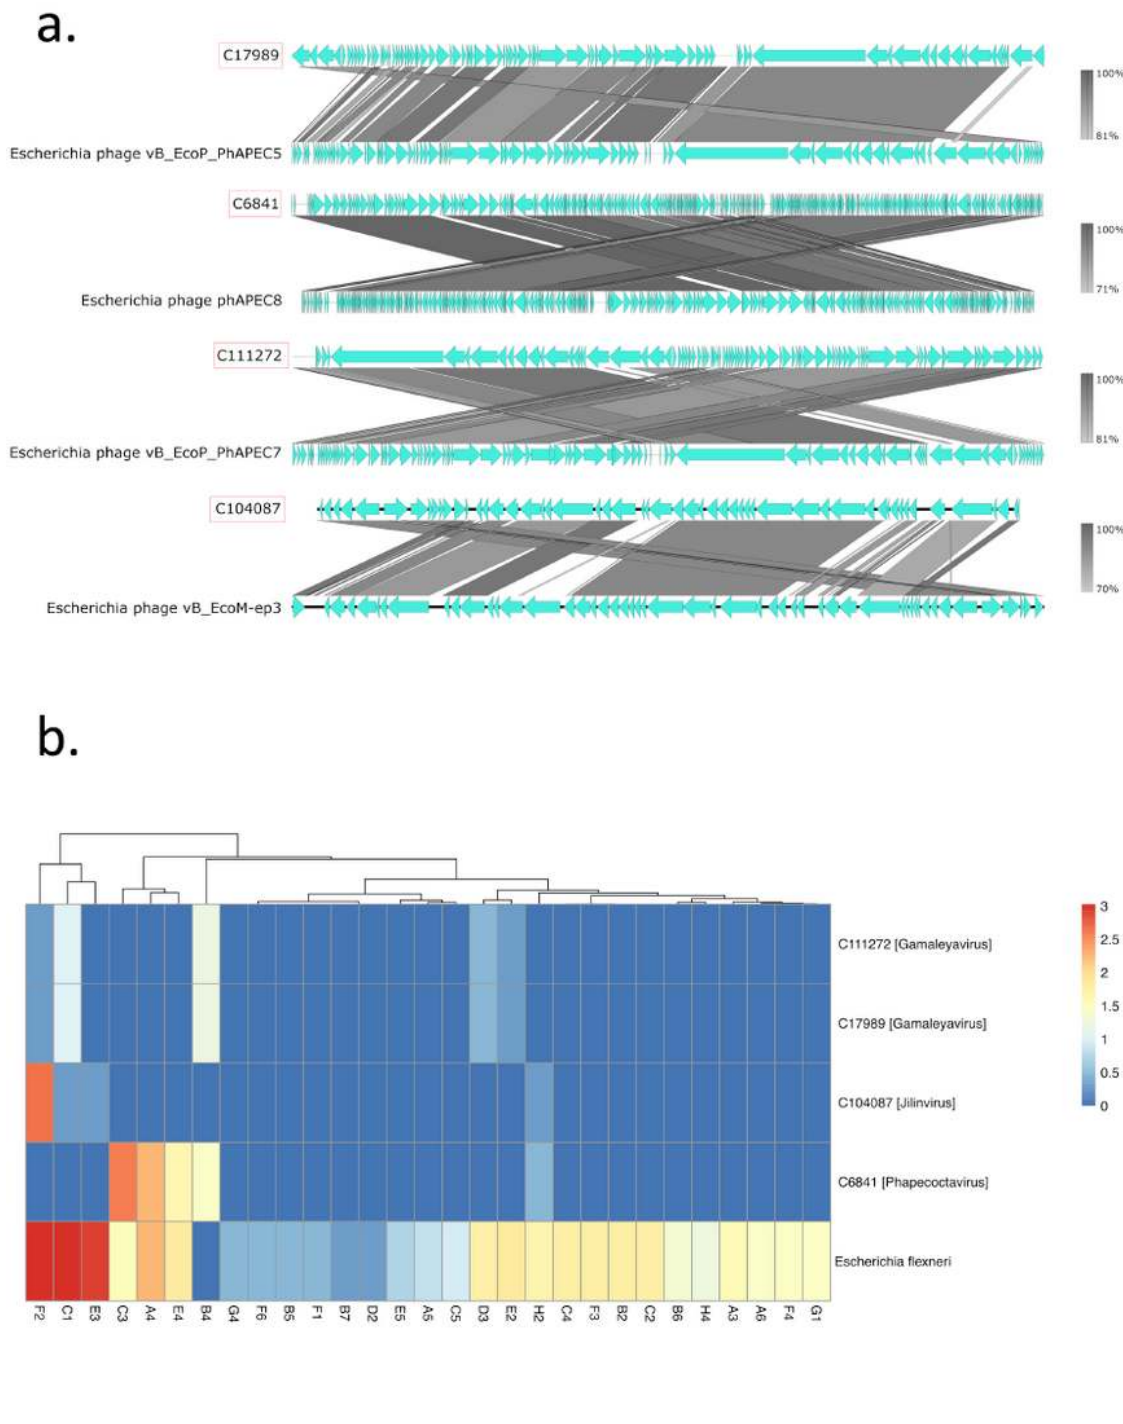 a.
C17989
100%
81%
Escherichia phage vB_EcoP_PhAPEC5
C6841
100%
71%
Escherichia phage phAPEC8
C111272
100%
81%
Escherichia phage vB_EcoP_PhAPEC7
C104087
100%
70%
Escherichia phage vB_EcoM-ep3
b.
3
2.5
2
1.5
1
0.5
0
C111272 [Gamaleyavirus]
C17989 [Gamaleyavirus]
C104087 [Jilinvirus]
C6841 [Phapecoctavirus]
Escherichia flexneri
F2 C1 E3 C3 A4 E4 B4 G4 F6 B5 F1 B7 D2 E5 A5 C5 D3 E2 H2 C4 F3 B2 C2 B6 H4 A3 A6 F4 G1